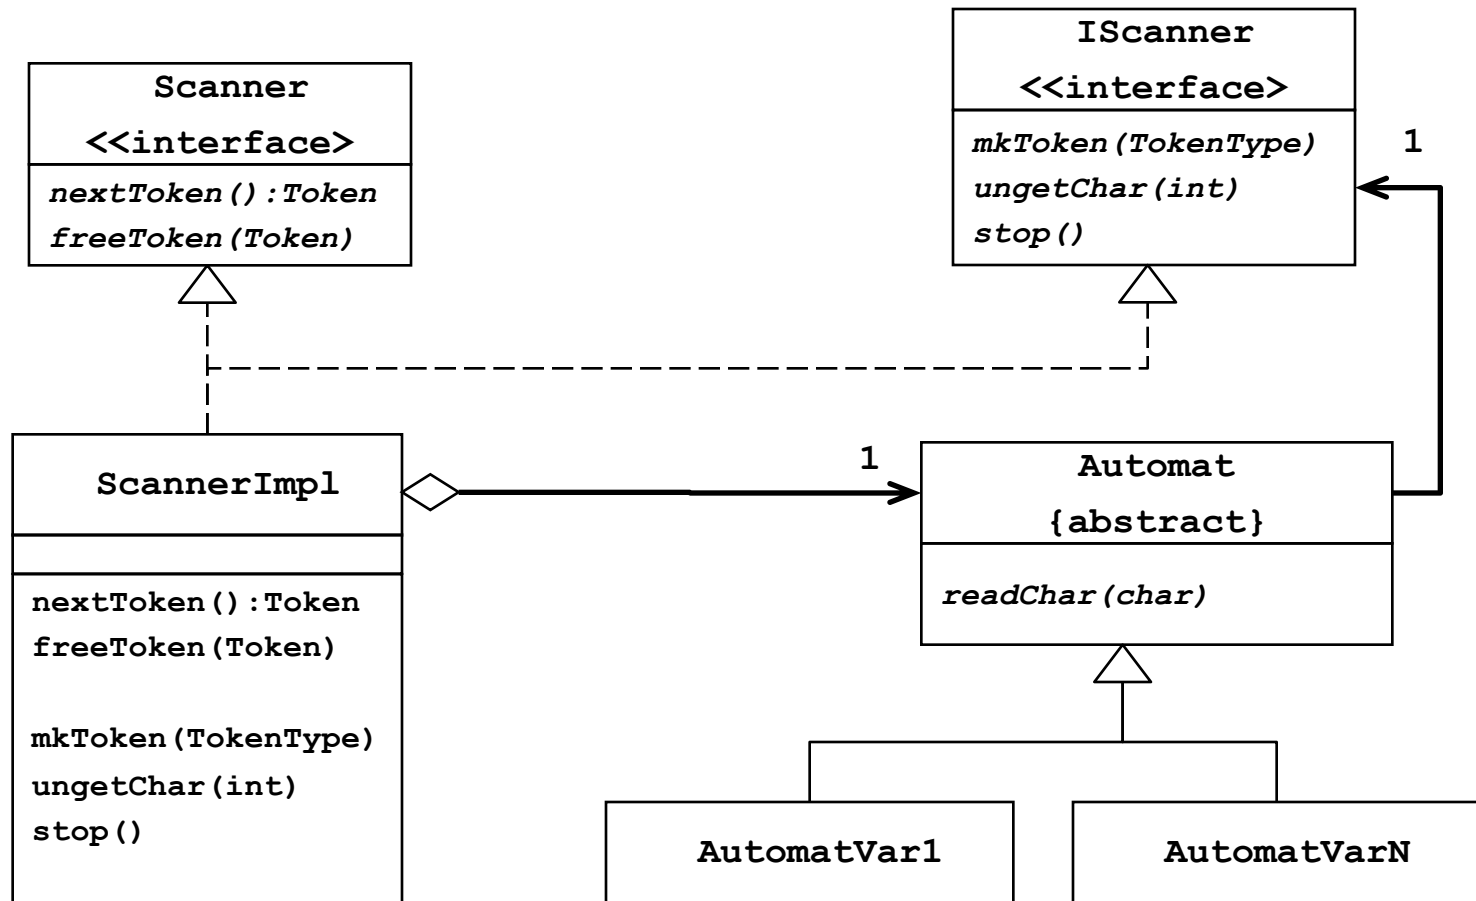 Scanner
<<interface>
nextToken():Token
freeToken(Token)
IScanner
<<interface>
mkToken(TokenType)
ungetChar(int)
stop()
1
ScannerImpl
nextToken():Token
freeToken(Token)
mkToken(TokenType)
ungetChar(int)
stop()
1
Automat
{abstract}
readChar(char)
AutomatVar1
AutomatVarN